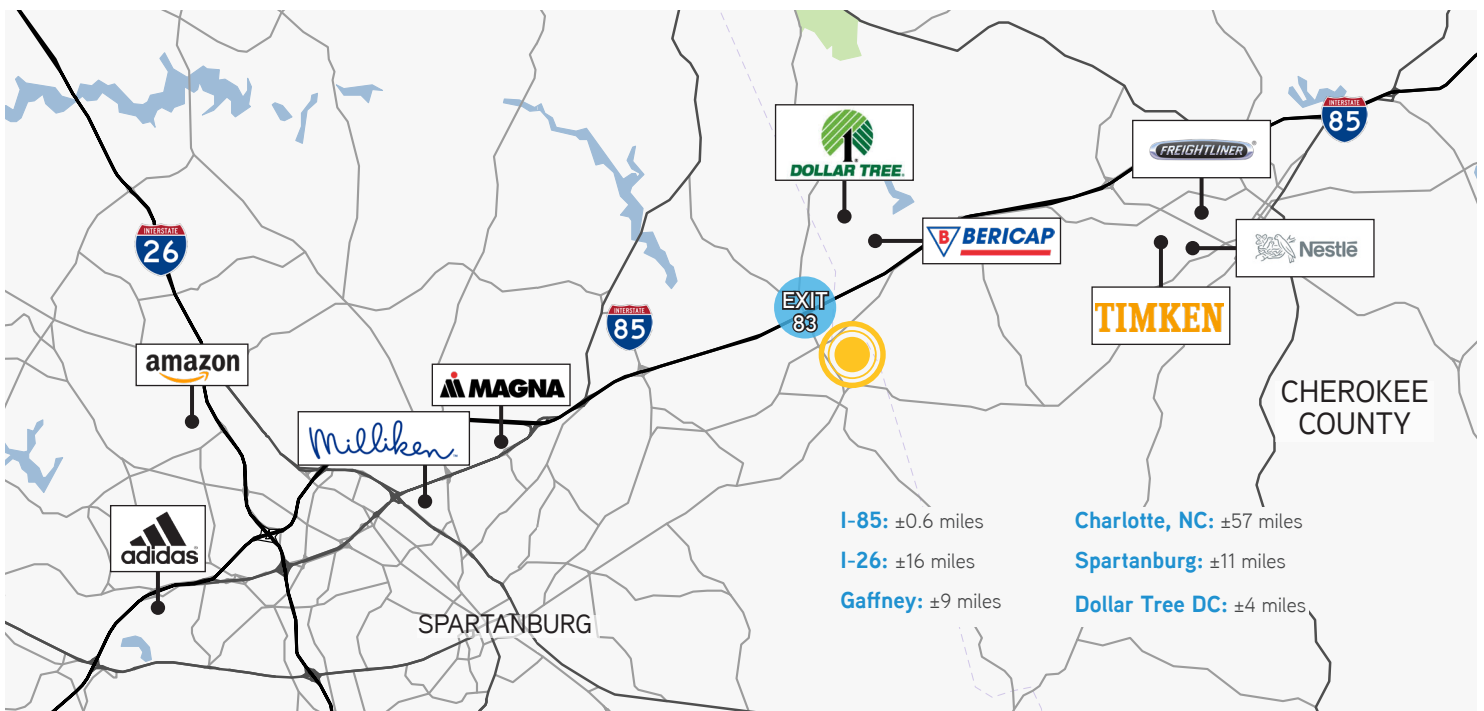 INTERSTATE
85
FREIGHTLINER
1
DOLLAR TREE
B BERICAP
INTERSTATE
26
Nestlē
EXIT
83
TIMKEN
INTERSTATE
85
amazon
MAGNA
CHEROKEE
COUNTY
Milliken
adidas
I-85: ±0.6 miles
I-26: ±16 miles
Gaffney: ±9 miles
Charlotte, NC: ±57 miles
Spartanburg: ±11 miles
Dollar Tree DC: ±4 miles
SPARTANBURG